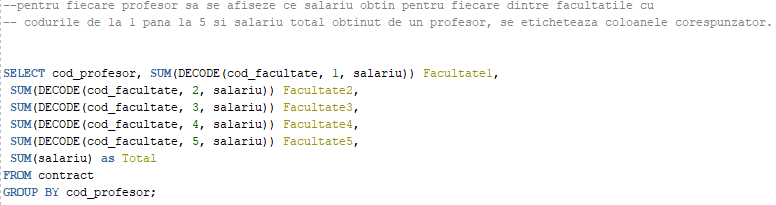 --pentru fiecare profesor sa se afiseze ce salariu obtin pentru fiecare dintre facultatile cu
-- codurile de la 1 pana la 5 si salariu total obtinut de un profesor, se eticheteaza coloanele corespunzator.
SELECT cod_profesor, SUM(DECODE(cod_facultate, 1, salariu)) Facultate1,
SUM(DECODE(cod_facultate, 2, salariu)) Facultate2,
SUM(DECODE(cod_facultate, 3, salariu)) Facultate3,
SUM(DECODE(cod_facultate, 4, salariu)) Facultate4,
SUM(DECODE(cod_facultate, 5, salariu)) Facultate5,
SUM(salariu) as Total
FROM contract
GROUP BY cod_profesor;